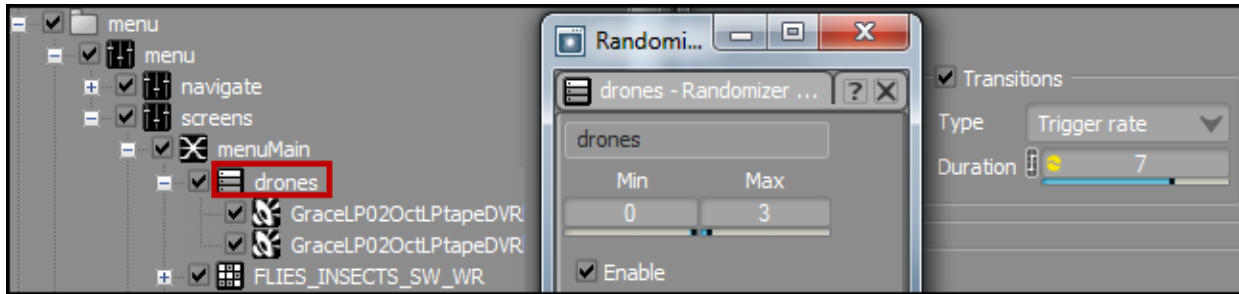 menu
menu
navigate
screens
menuMain
drones
GraceLP02OctLPtapeDVR
GraceLP02OctLPtapeDVR
FLIES_INSECTS_SW_WR
Randomi...
drones - Randomizer ...
drones
Min Max
0 3
Enable
Transitions
Type Trigger rate
Duration 7